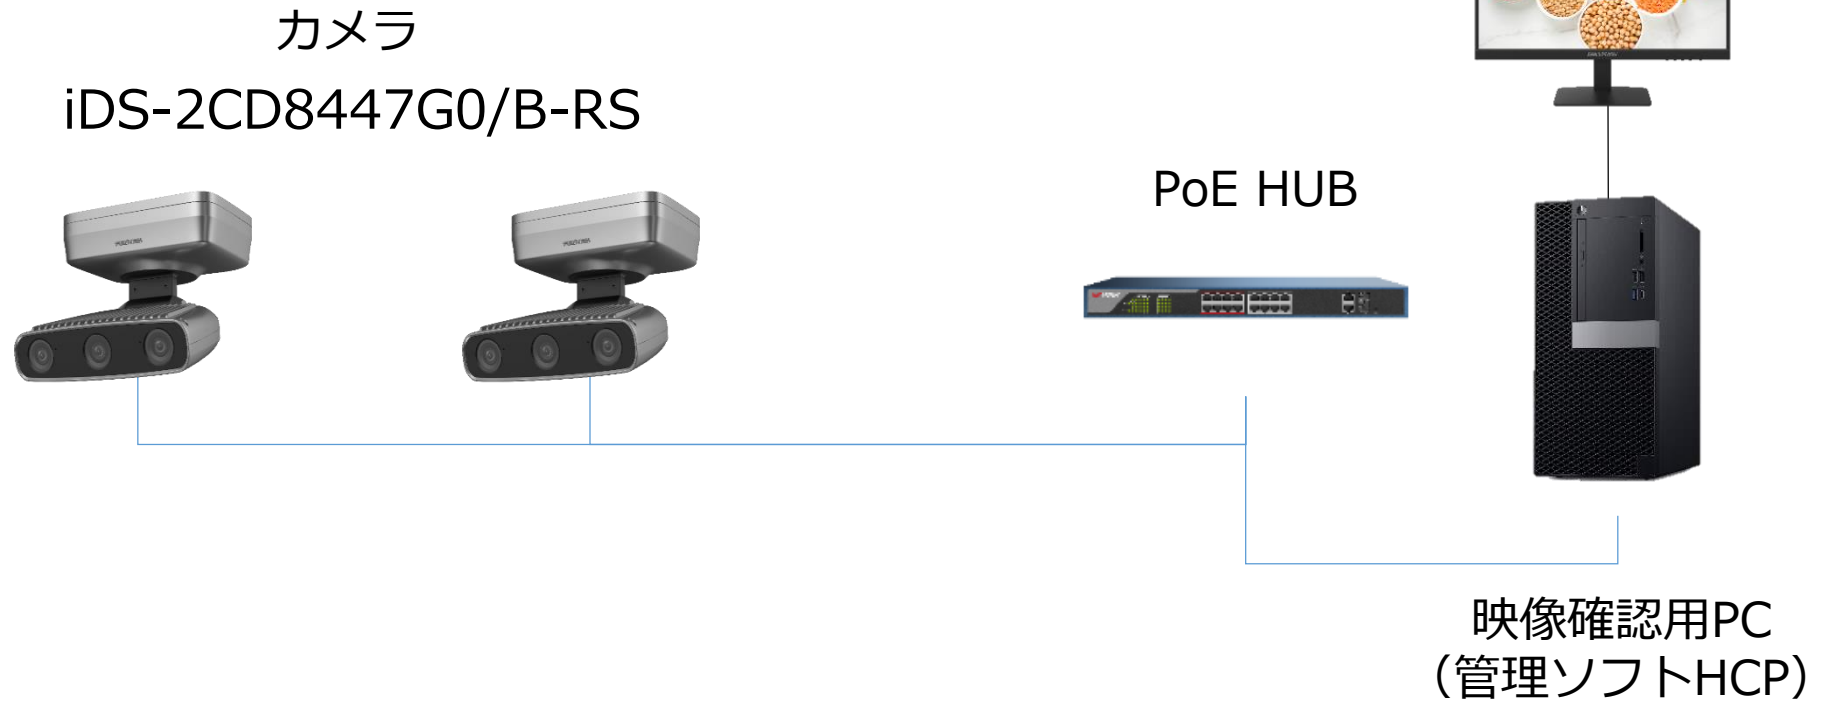 カメラ
iDS-2CD8447G0/B-RS
PoE HUB
映像確認用PC
（管理ソフトHCP）